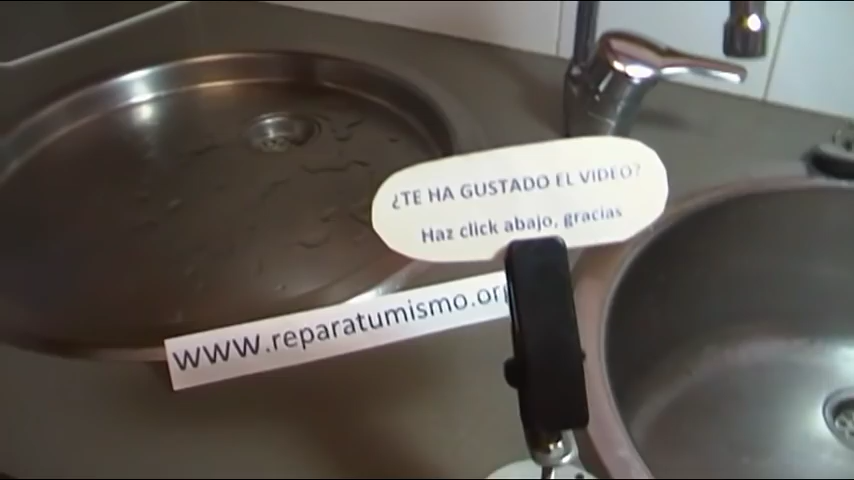 ¿TE HA GUSTADO EL VIDEO?
Haz click abajo, gracias
www.reparatumismo.org